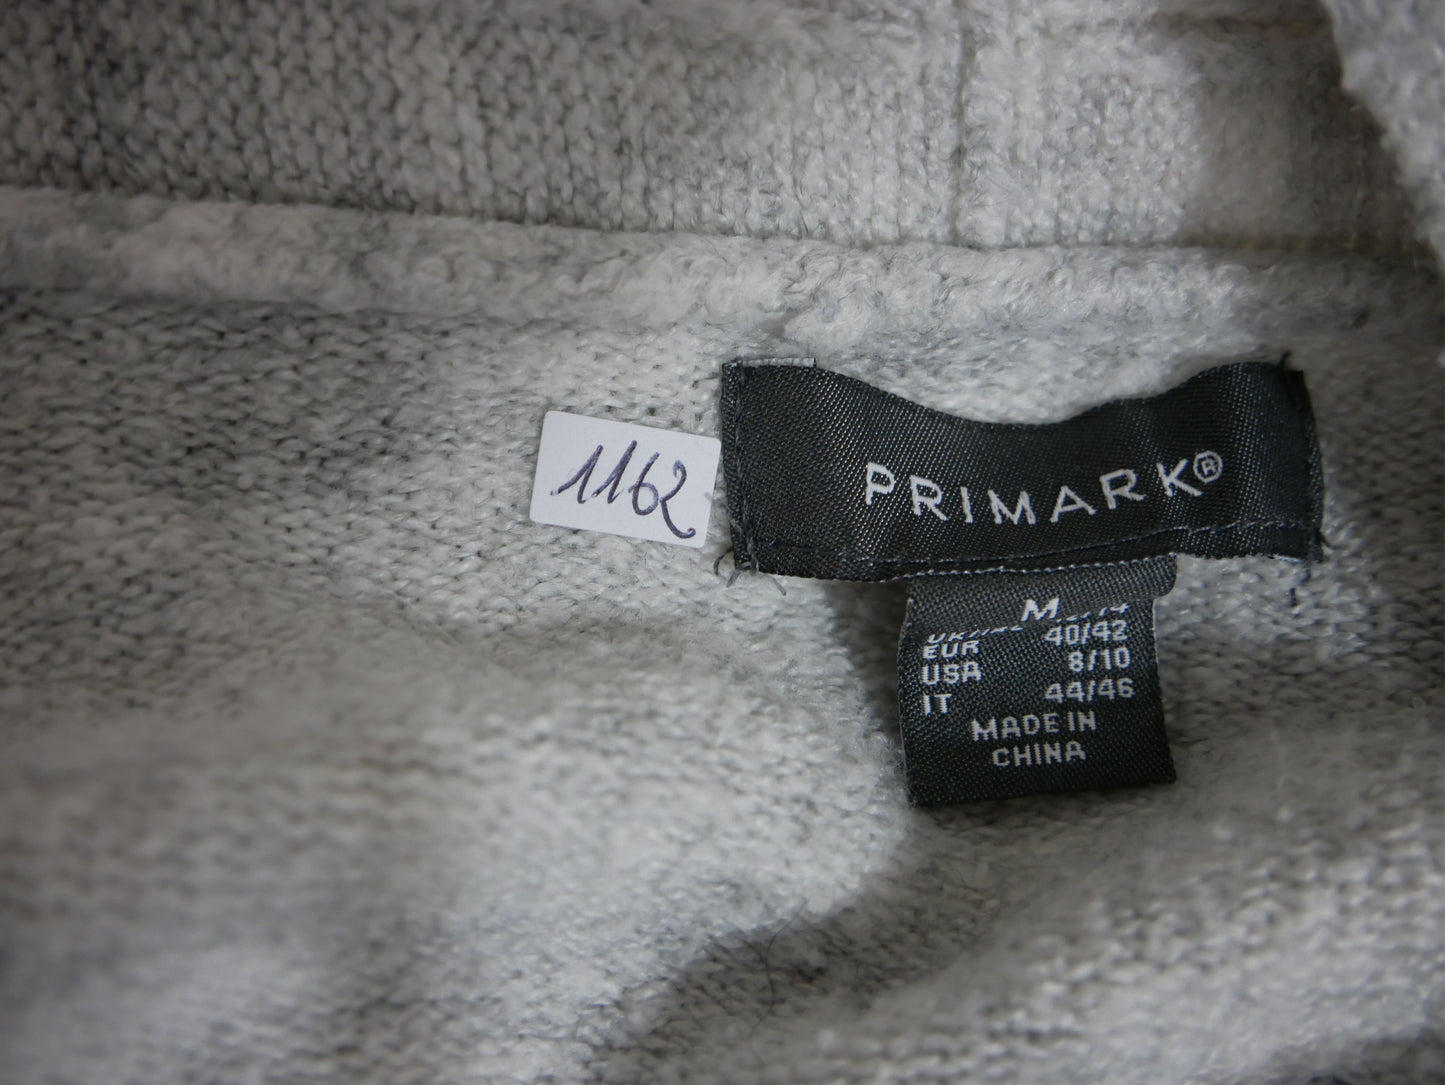 1162
PRIMARK®
M
EUR 40/42
USA 8/10
IT 44/46
MADE IN
CHINA